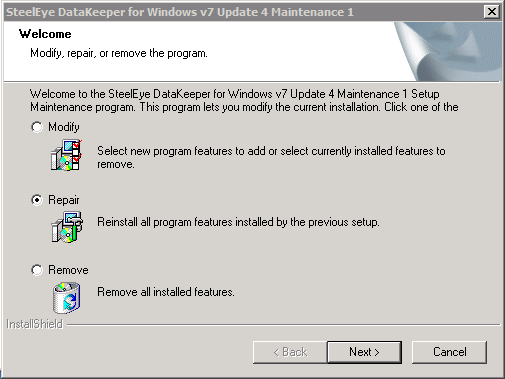 SteelEye DataKeeper for Windows v7 Update 4 Maintenance 1
Welcome
Modify, repair, or remove the program.
Welcome to the SteelEye DataKeeper for Windows v7 Update 4 Maintenance 1 Setup
Maintenance program. This program lets you modify the current installation. Click one of the
Modify
Select new program features to add or select currently installed features to
remove.
Repair
Reinstall all program features installed by the previous setup.
Remove
Remove all installed features.
InstallShield
< Back
Next >
Cancel